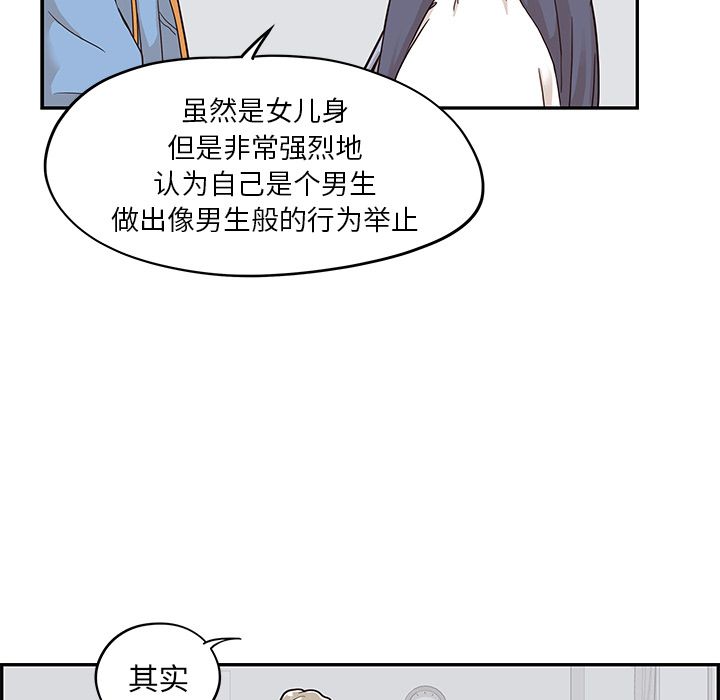 虽然是女儿身
但是非常强烈地
认为自己是个男生
做出像男生般的行为举止
其实